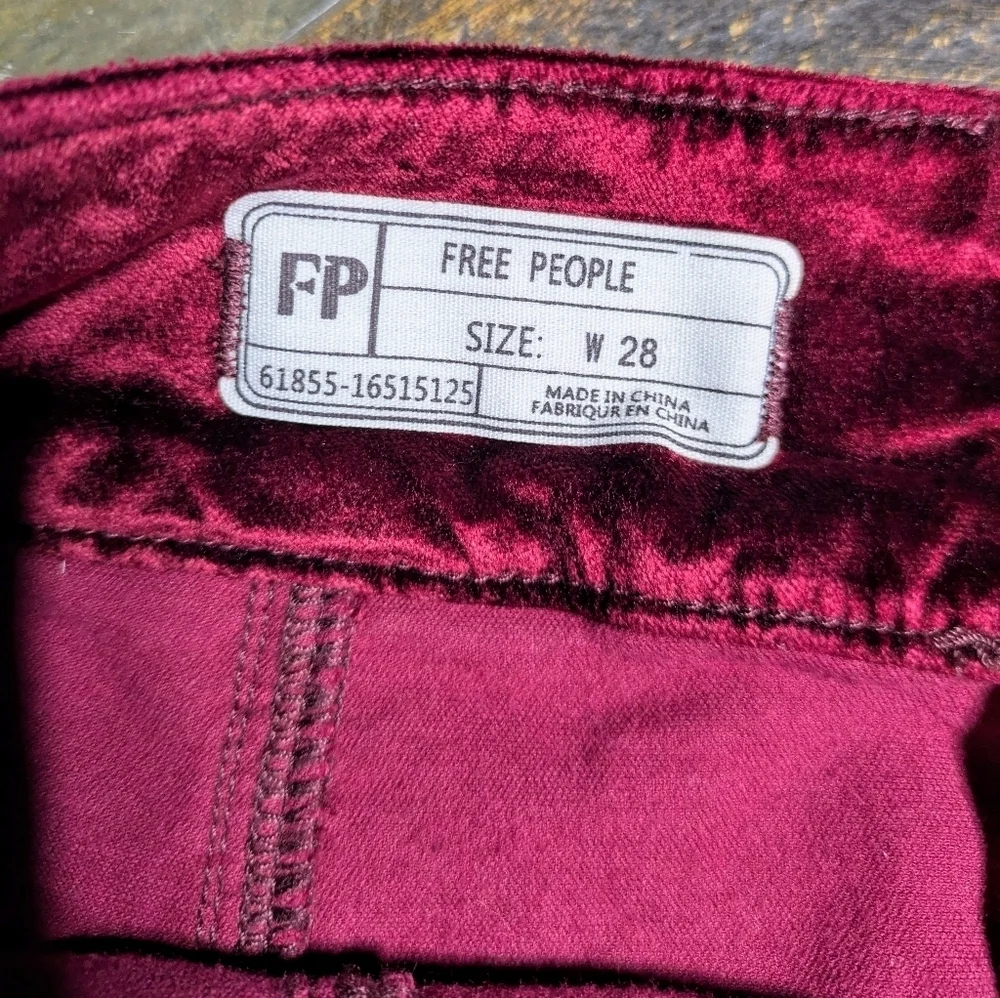 FP
FREE PEOPLE
SIZE: W 28
61855-16515125
MADE IN CHINA
FABRIQUR EN CHINA